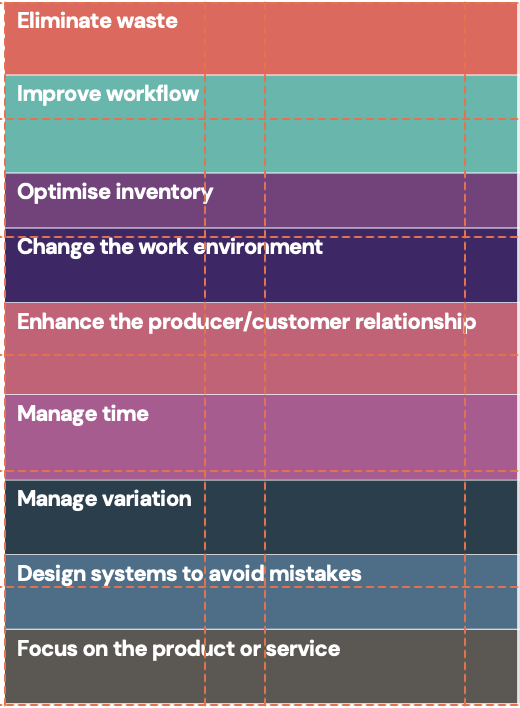 Eliminate waste
Improve workflow
Optimise inventory
Change the work environment
Enhance the producer/customer relationship
Manage time
Manage variation
Design systems to avoid mistakes
Focus on the product or service